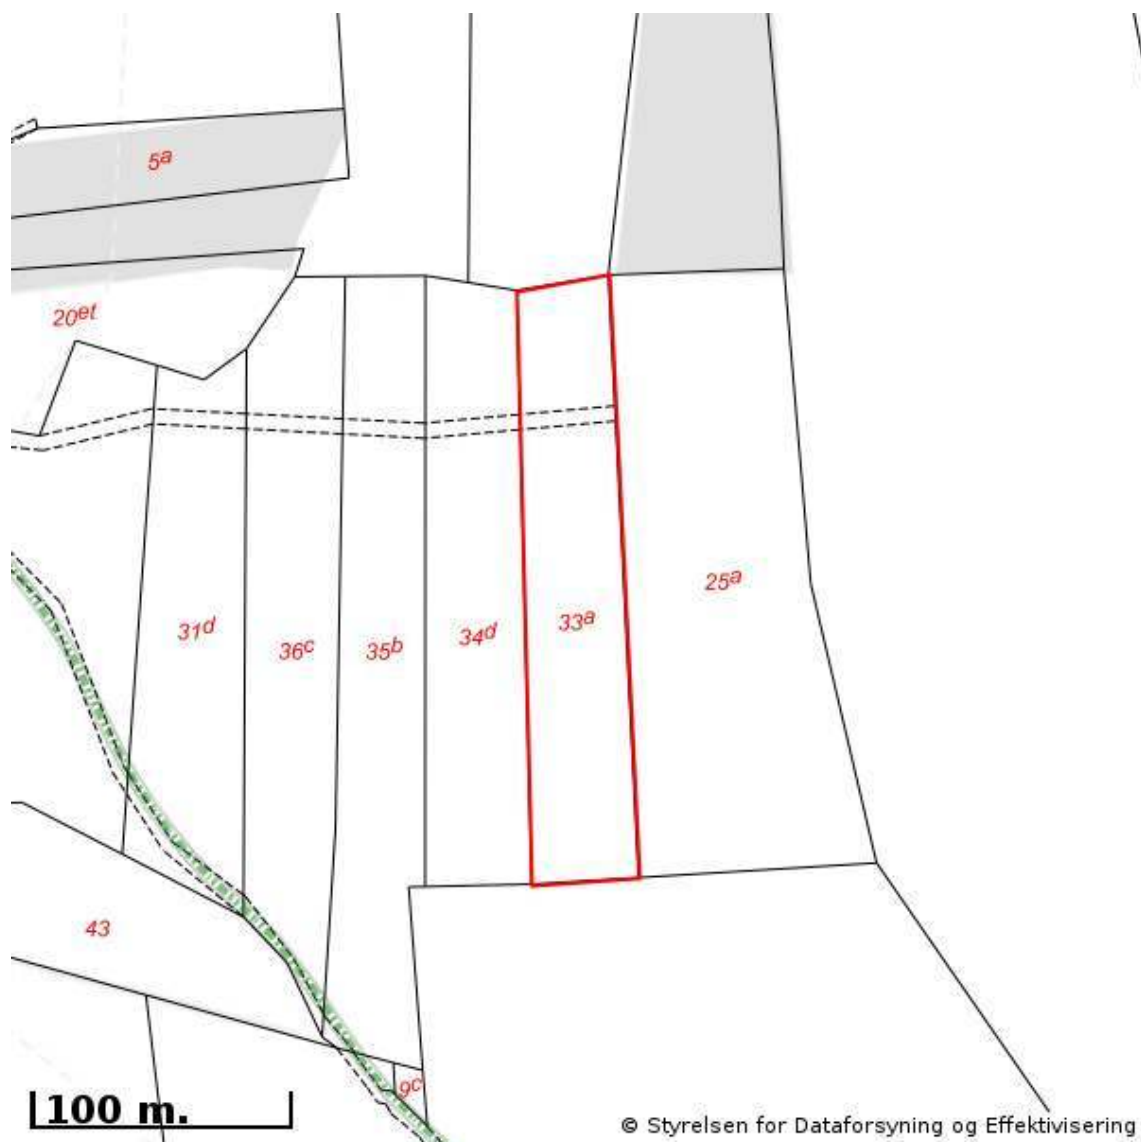 5a
20et
25a
33a
31d
34d
36c
35b
43
9c
100 m.
© Styrelsen for Dataforsyning og Effektivisering